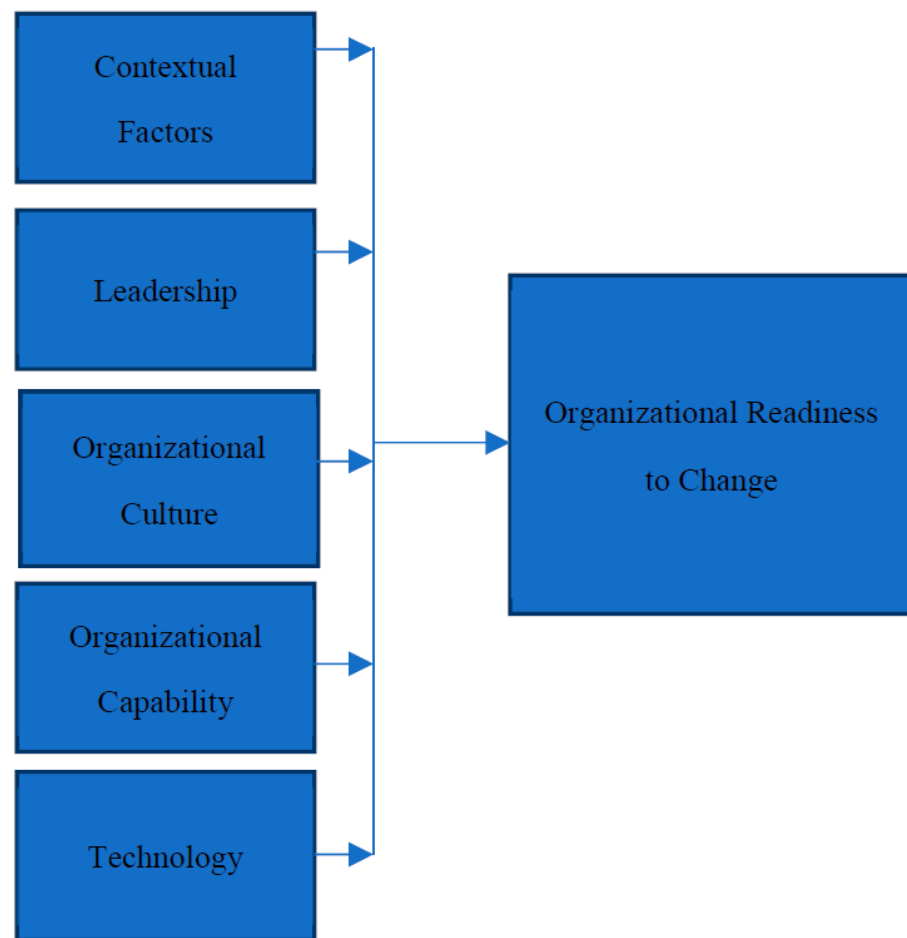 Contextual
Factors
Leadership
Organizational
Culture
Organizational
Capability
Technology
Organizational Readiness
to Change